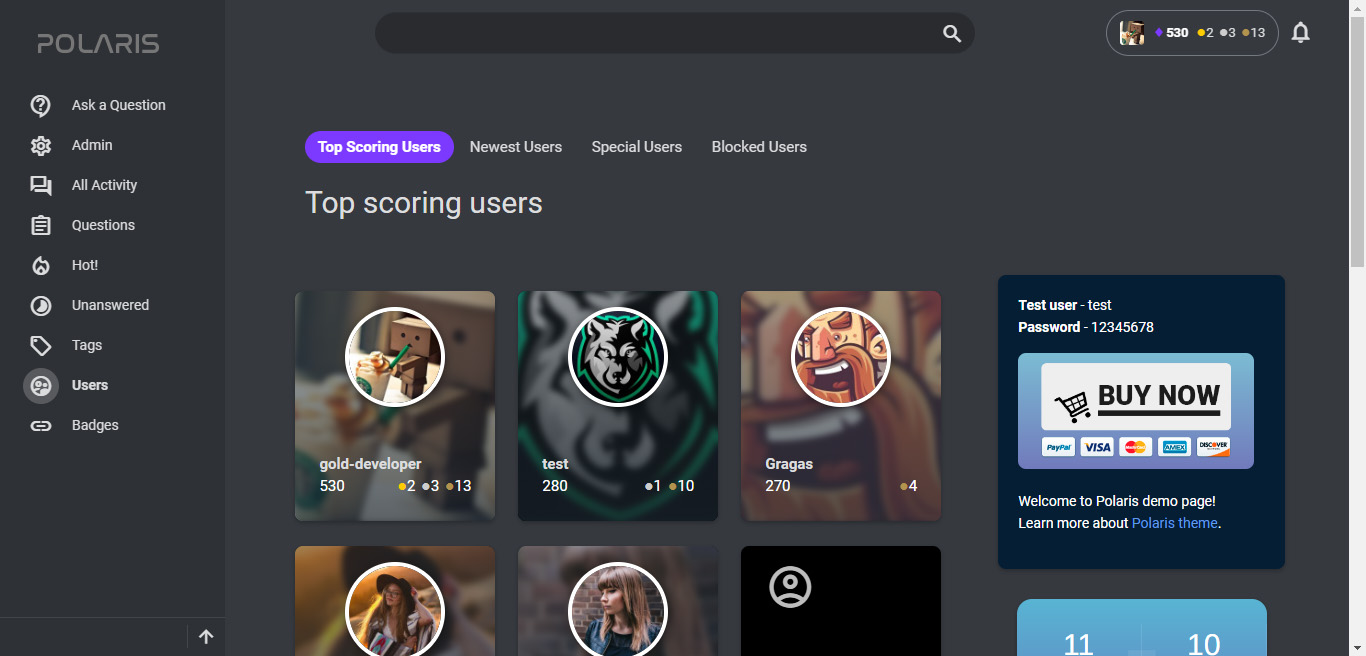 POLARIS
530 2 3 13
Ask a Question
Admin
All Activity
Questions
Hot!
Unanswered
Tags
Users
Badges
Top Scoring Users Newest Users Special Users Blocked Users
Top scoring users
gold-developer
530 2 3 13
test
280 1 10
Gragas
270 4
Test user - test
Password - 12345678
BUY NOW
PayPal VISA MasterCard AMEX DISCOVER
Welcome to Polaris demo page!
Learn more about Polaris theme.
11 10